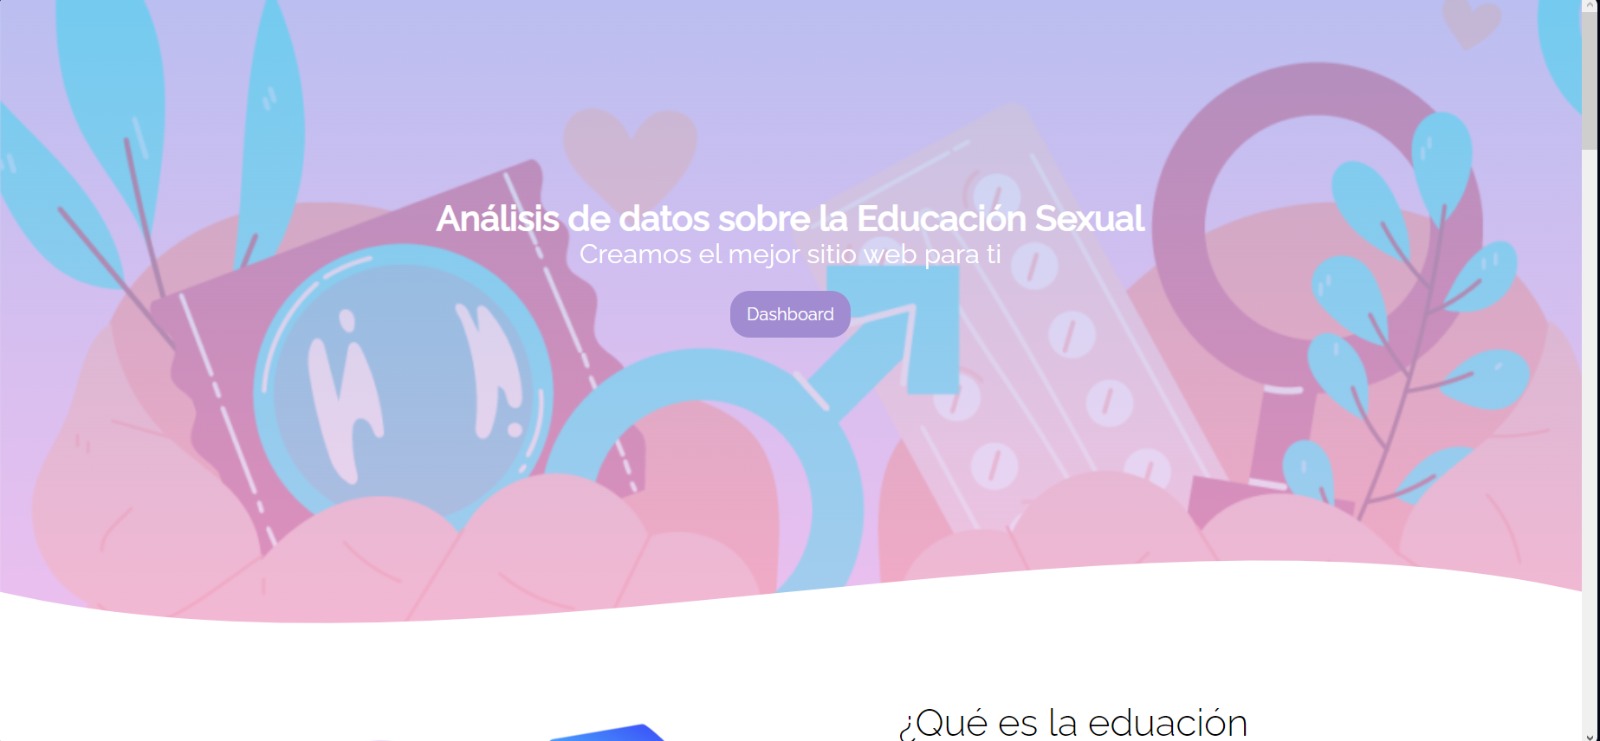 Análisis de datos sobre la Educación Sexual
Creamos el mejor sitio web para ti
Dashboard
¿Qué es la eduación